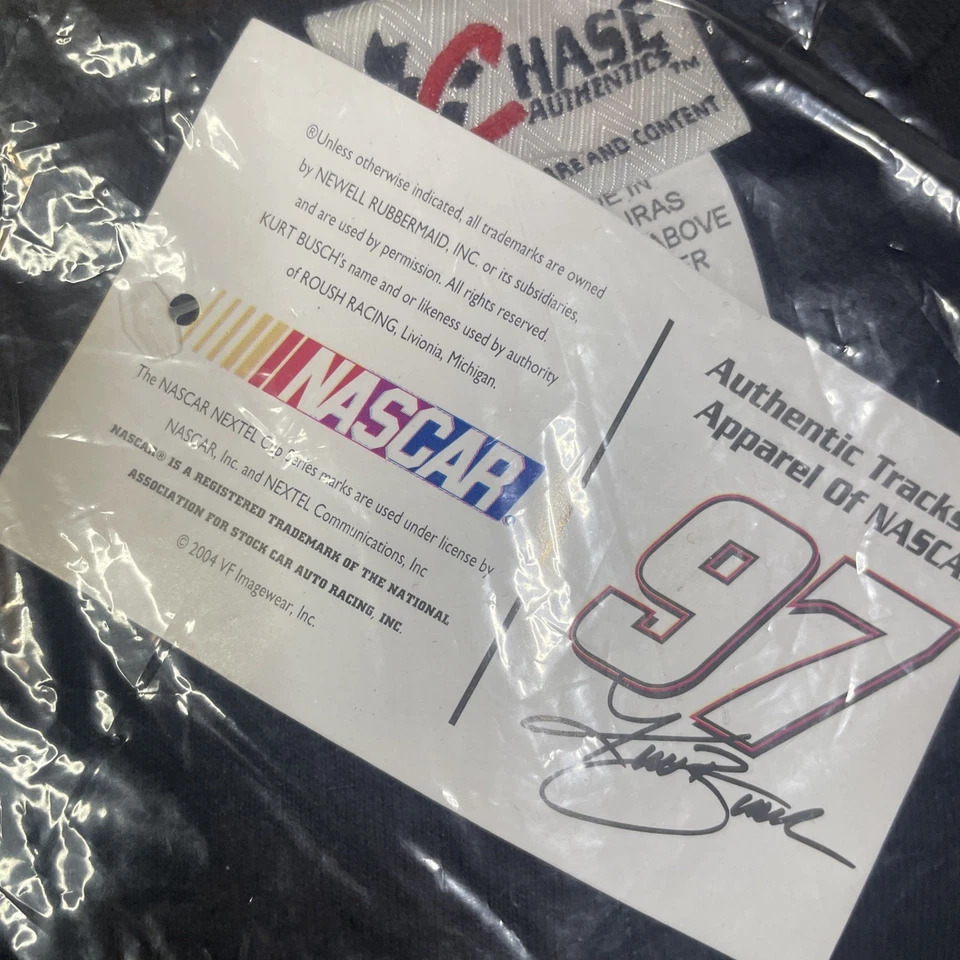 CHASE
AUTHENTICS™
ARE AND CONTENT
E IN
IRAS
ABOVE
ER
®Unless otherwise indicated, all trademarks are owned
by NEWELL RUBBERMAID, INC. or its subsidiaries,
and are used by permission. All rights reserved.
KURT BUSCH's name and or likeness used by authority
of ROUSH RACING, Livionia, Michigan.
NASCAR
The NASCAR NEXTEL Cup Series marks are used under license by
NASCAR, Inc. and NEXTEL Communications, Inc
NASCAR® IS A REGISTERED TRADEMARK OF THE NATIONAL
ASSOCIATION FOR STOCK CAR AUTO RACING, INC.
© 2004 VF Imagewear, Inc.
Authentic Tracks
Apparel Of NASCA
97
Kurt Busch